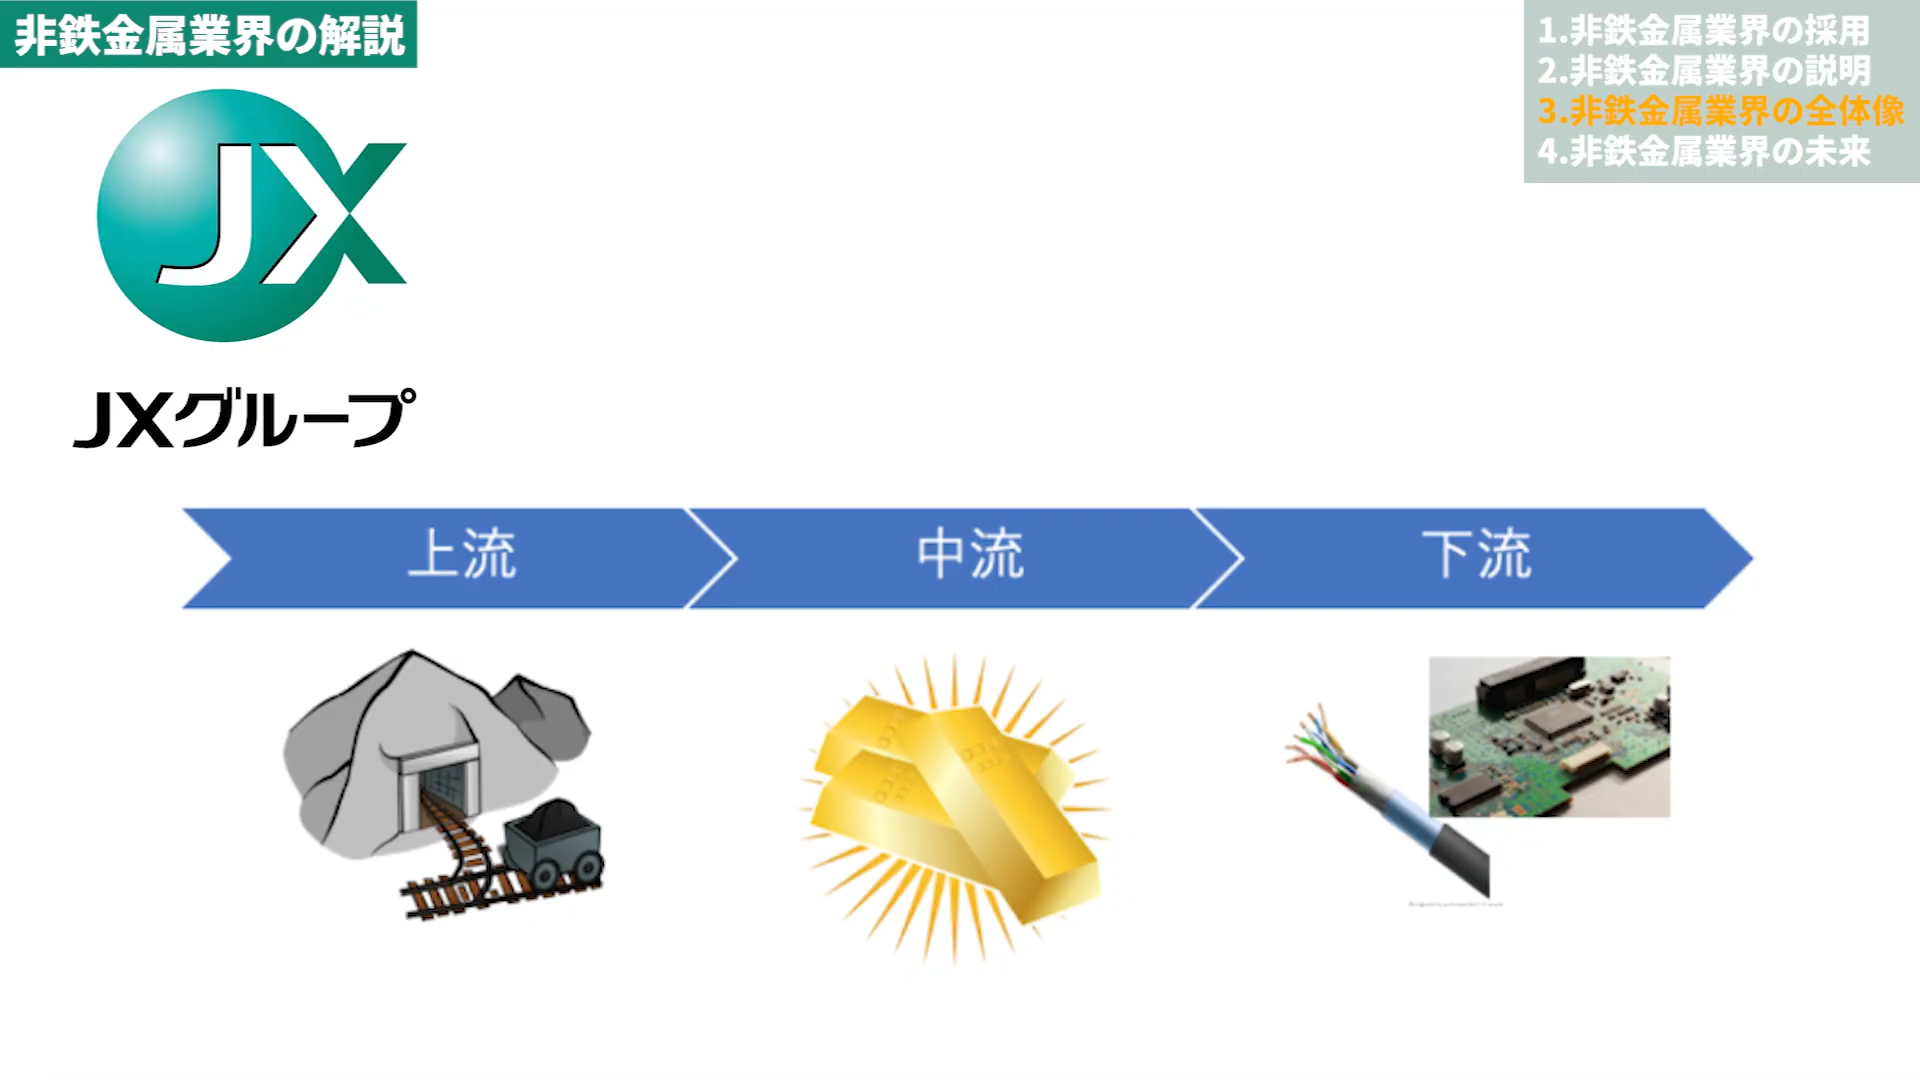 非鉄金属業界の解説
1.非鉄金属業界の採用
2.非鉄金属業界の説明
3.非鉄金属業界の全体像
4.非鉄金属業界の未来
JX
JXグループ
上流
中流
下流